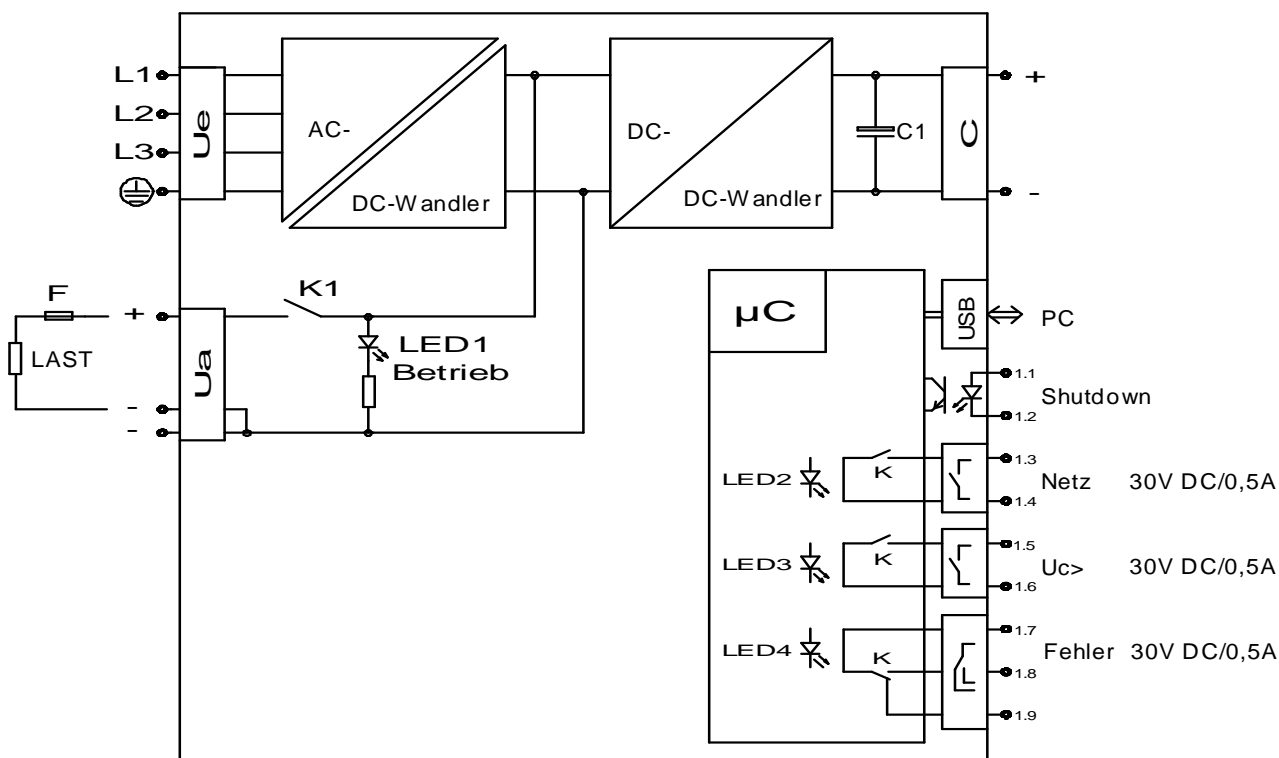 L1
L2
L3
Ue
AC-
DC-Wandler
DC-
DC-Wandler
C1
C
+
-
F
LAST
+
-
-
Ua
K1
LED1
Betrieb
µC
USB
PC
1.1
Shutdown
1.2
LED2
K
1.3
Netz 30V DC/0,5A
1.4
LED3
K
1.5
Uc> 30V DC/0,5A
1.6
LED4
K
1.7
Fehler 30V DC/0,5A
1.8
1.9